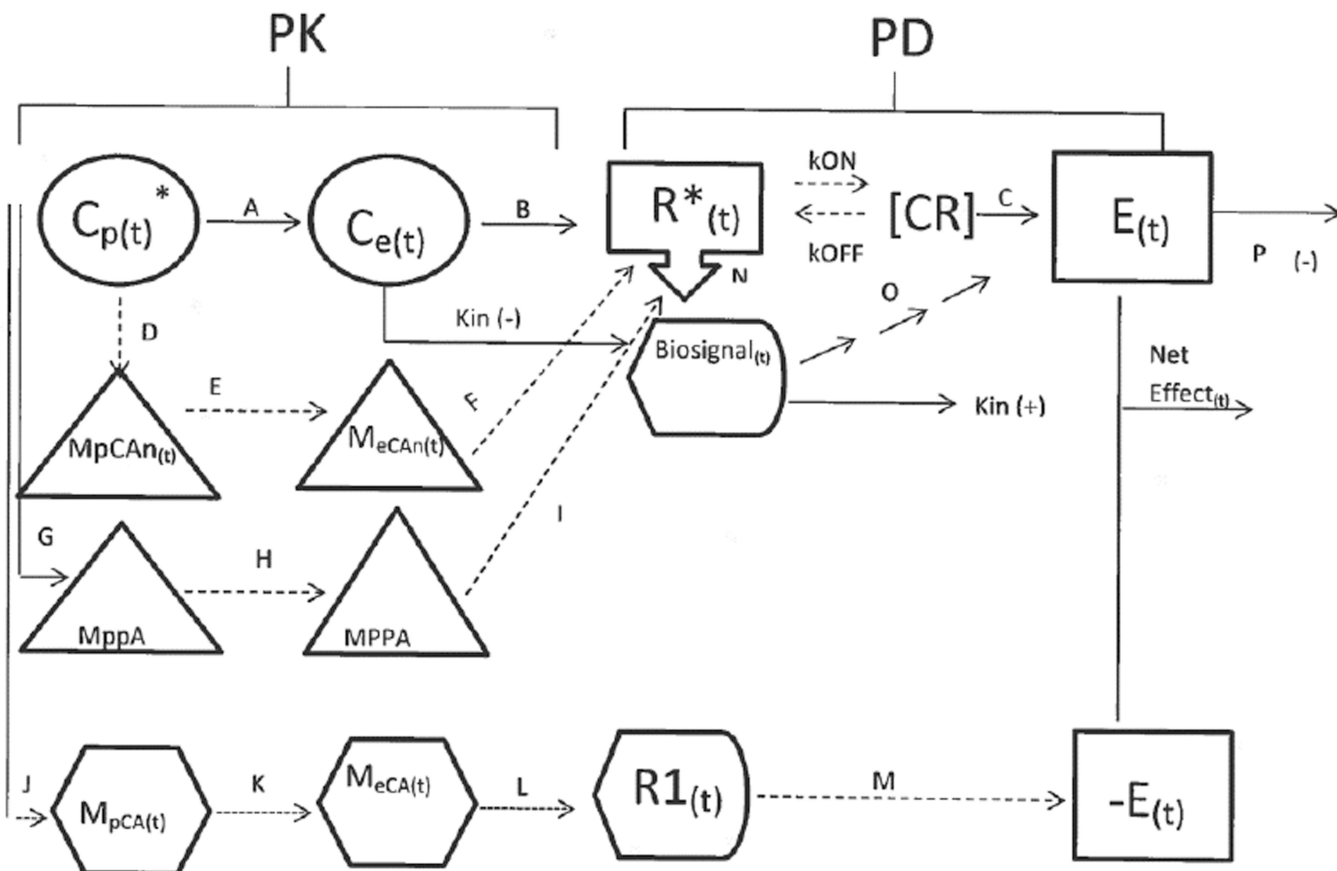 PK
PD
Cp(t)*
A
Ce(t)
B
R*(t)
kON
kOFF
[CR]
C
E(t)
P (-)
N
O
D
Kin (-)
Biosignal(t)
Net
Effect(t)
Kin (+)
MpCAn(t)
E
MeCAn(t)
F
I
G
H
MppA
MPPA
J
MpCA(t)
K
MeCA(t)
L
R1(t)
M
-E(t)